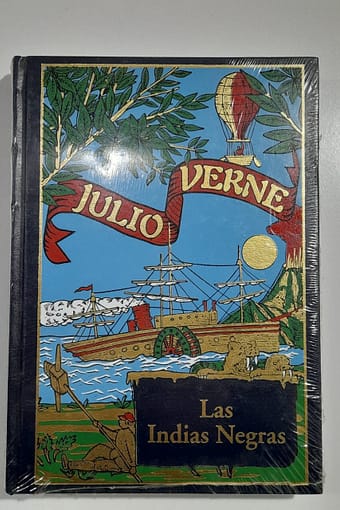 JULIO VERNE
Las
Indias Negras